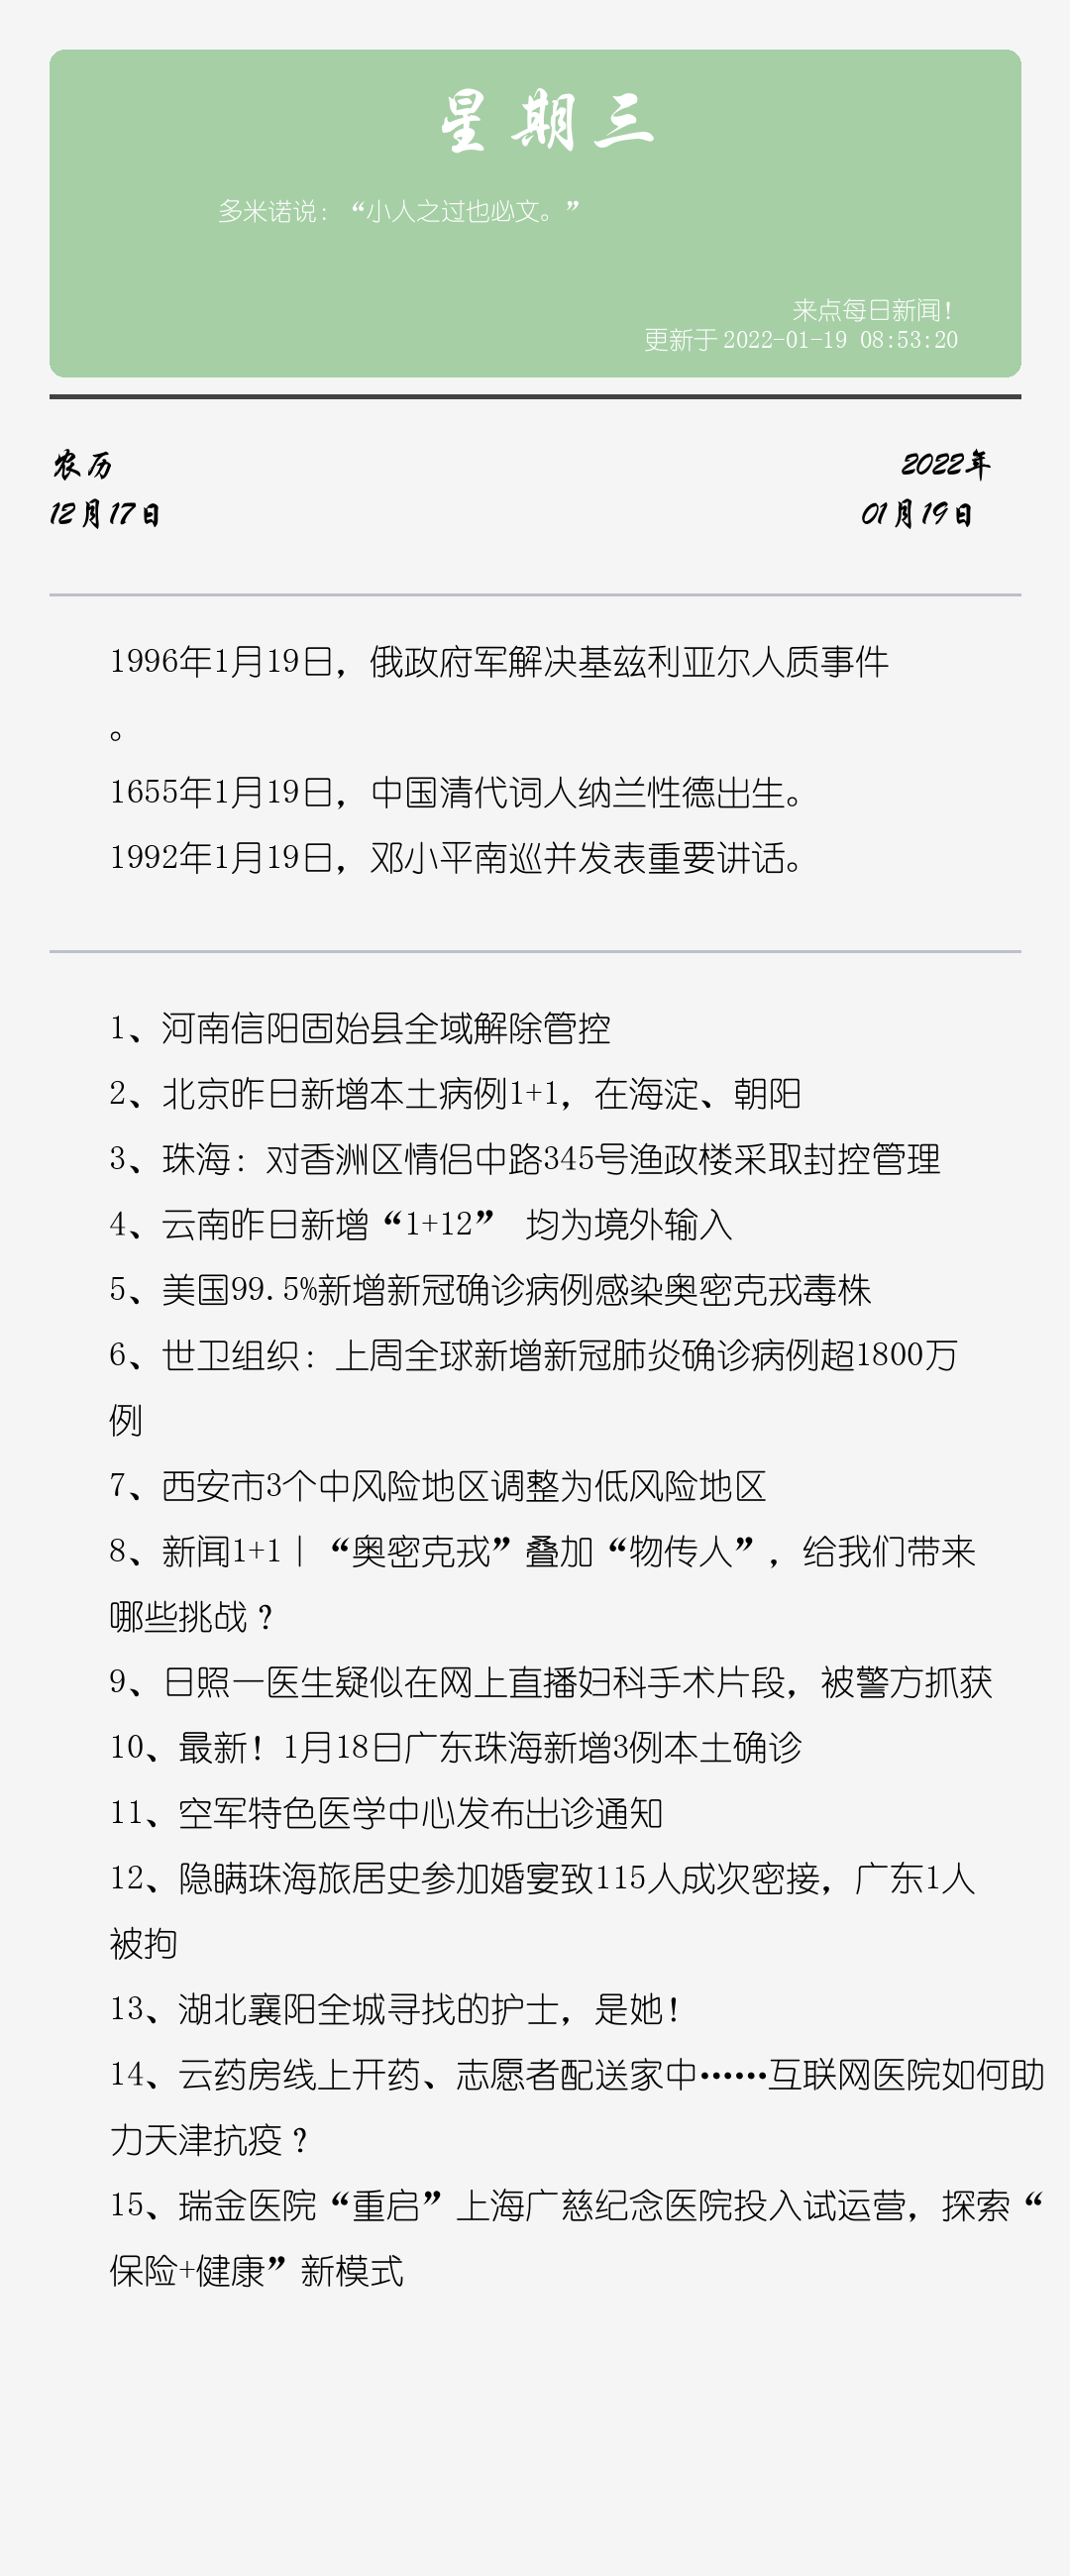 星期三
多米诺说：“小人之过也必文。”
来点每日新闻！
更新于 2022-01-19 08:53:20
农历
2022年
12月17日
01月19日
1996年1月19日，俄政府军解决基兹利亚尔人质事件
。
1655年1月19日，中国清代词人纳兰性德出生。
1992年1月19日，邓小平南巡并发表重要讲话。
1、河南信阳固始县全域解除管控
2、北京昨日新增本土病例1+1，在海淀、朝阳
3、珠海：对香洲区情侣中路345号渔政楼采取封控管理
4、云南昨日新增“1+12” 均为境外输入
5、美国99.5%新增新冠确诊病例感染奥密克戎毒株
6、世卫组织：上周全球新增新冠肺炎确诊病例超1800万
例
7、西安市3个中风险地区调整为低风险地区
8、新闻1+1丨“奥密克戎”叠加“物传人”，给我们带来
哪些挑战？
9、日照一医生疑似在网上直播妇科手术片段，被警方抓获
10、最新！1月18日广东珠海新增3例本土确诊
11、空军特色医学中心发布出诊通知
12、隐瞒珠海旅居史参加婚宴致115人成次密接，广东1人
被拘
13、湖北襄阳全城寻找的护士，是她！
14、云药房线上开药、志愿者配送家中……互联网医院如何助
力天津抗疫？
15、瑞金医院“重启”上海广慈纪念医院投入试运营，探索“
保险+健康”新模式